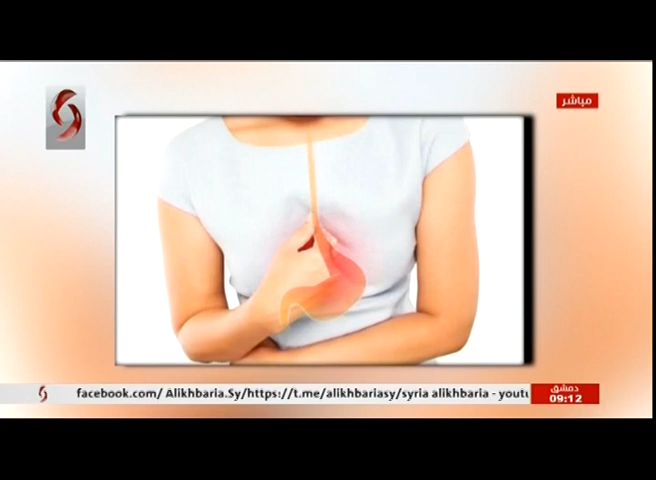 مباشر
facebook.com/ Alikhbaria.Sy/https://t.me/alikhbariasy/syria alikhbaria - youtu
دمشق
09:12